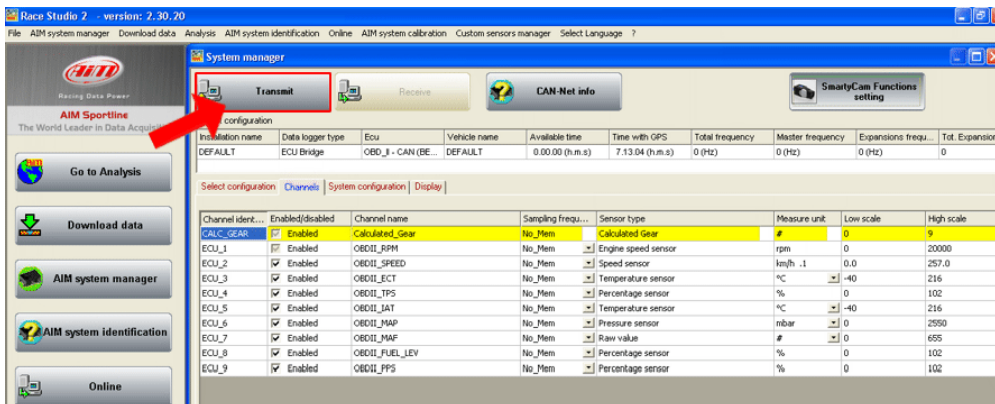 Race Studio 2 - version: 2.30.20
File AIM system manager Download data Analysis AIM system identification Online AIM system calibration Custom sensors manager Select Language ?
AIM
Racing Data Power
AIM Sportline
The World Leader in Data
Go to Analysis
Download data
AIM system manager
AIM system identification
Online
System manager
Transmit
Receive
CAN-Net info
SmartyCam Functions
setting
configuration
Installation name Data logger type Ecu Vehicle name Available time Time with GPS Total frequency Master frequency Expansions frequ... Tot. Expansion
DEFAULT ECU Bridge OBD_II - CAN (BE... DEFAULT 0.00.00 (h.m.s) 7.13.04 (h.m.s) 0 (Hz) 0 (Hz) 0 (Hz) 0
Select configuration Channels System configuration Display
Channel ident... Enabled/disabled Channel name Sampling frequ... Sensor type Measure unit Low scale High scale
CALC_GEAR Enabled Calculated_Gear No_Mem Calculated Gear # 0 9
ECU_1 Enabled OBDII_RPM No_Mem Engine speed sensor rpm 0 20000
ECU_2 Enabled OBDII_SPEED No_Mem Speed sensor km/h .1 0.0 257.0
ECU_3 Enabled OBDII_ECT No_Mem Temperature sensor °C -40 216
ECU_4 Enabled OBDII_TPS No_Mem Percentage sensor % 0 102
ECU_5 Enabled OBDII_IAT No_Mem Temperature sensor °C -40 216
ECU_6 Enabled OBDII_MAP No_Mem Pressure sensor mbar 0 2550
ECU_7 Enabled OBDII_MAF No_Mem Raw value # 0 655
ECU_8 Enabled OBDII_FUEL_LEV No_Mem Percentage sensor % 0 102
ECU_9 Enabled OBDII_PPS No_Mem Percentage sensor % 0 102